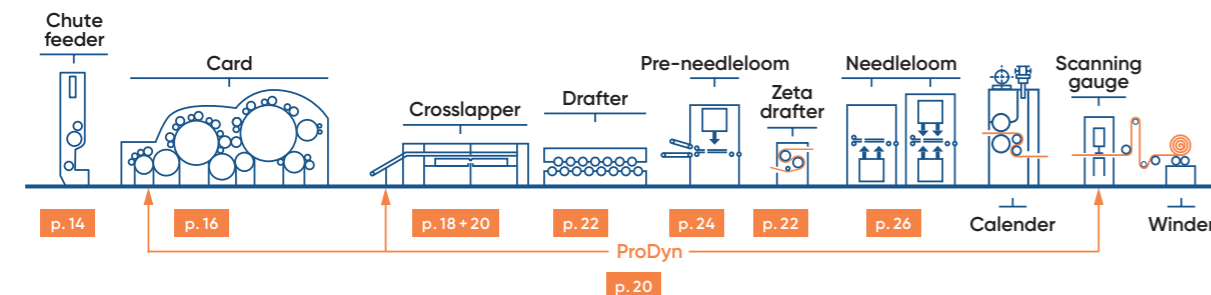 Chute
feeder
Card
Crosslapper
Drafter
Pre-needleloom
Zeta
drafter
Needleloom
Scanning
gauge
p. 14
p. 16
p. 18 + 20
p. 22
p. 24
p. 22
p. 26
Calender
Winder
ProDyn
p. 20